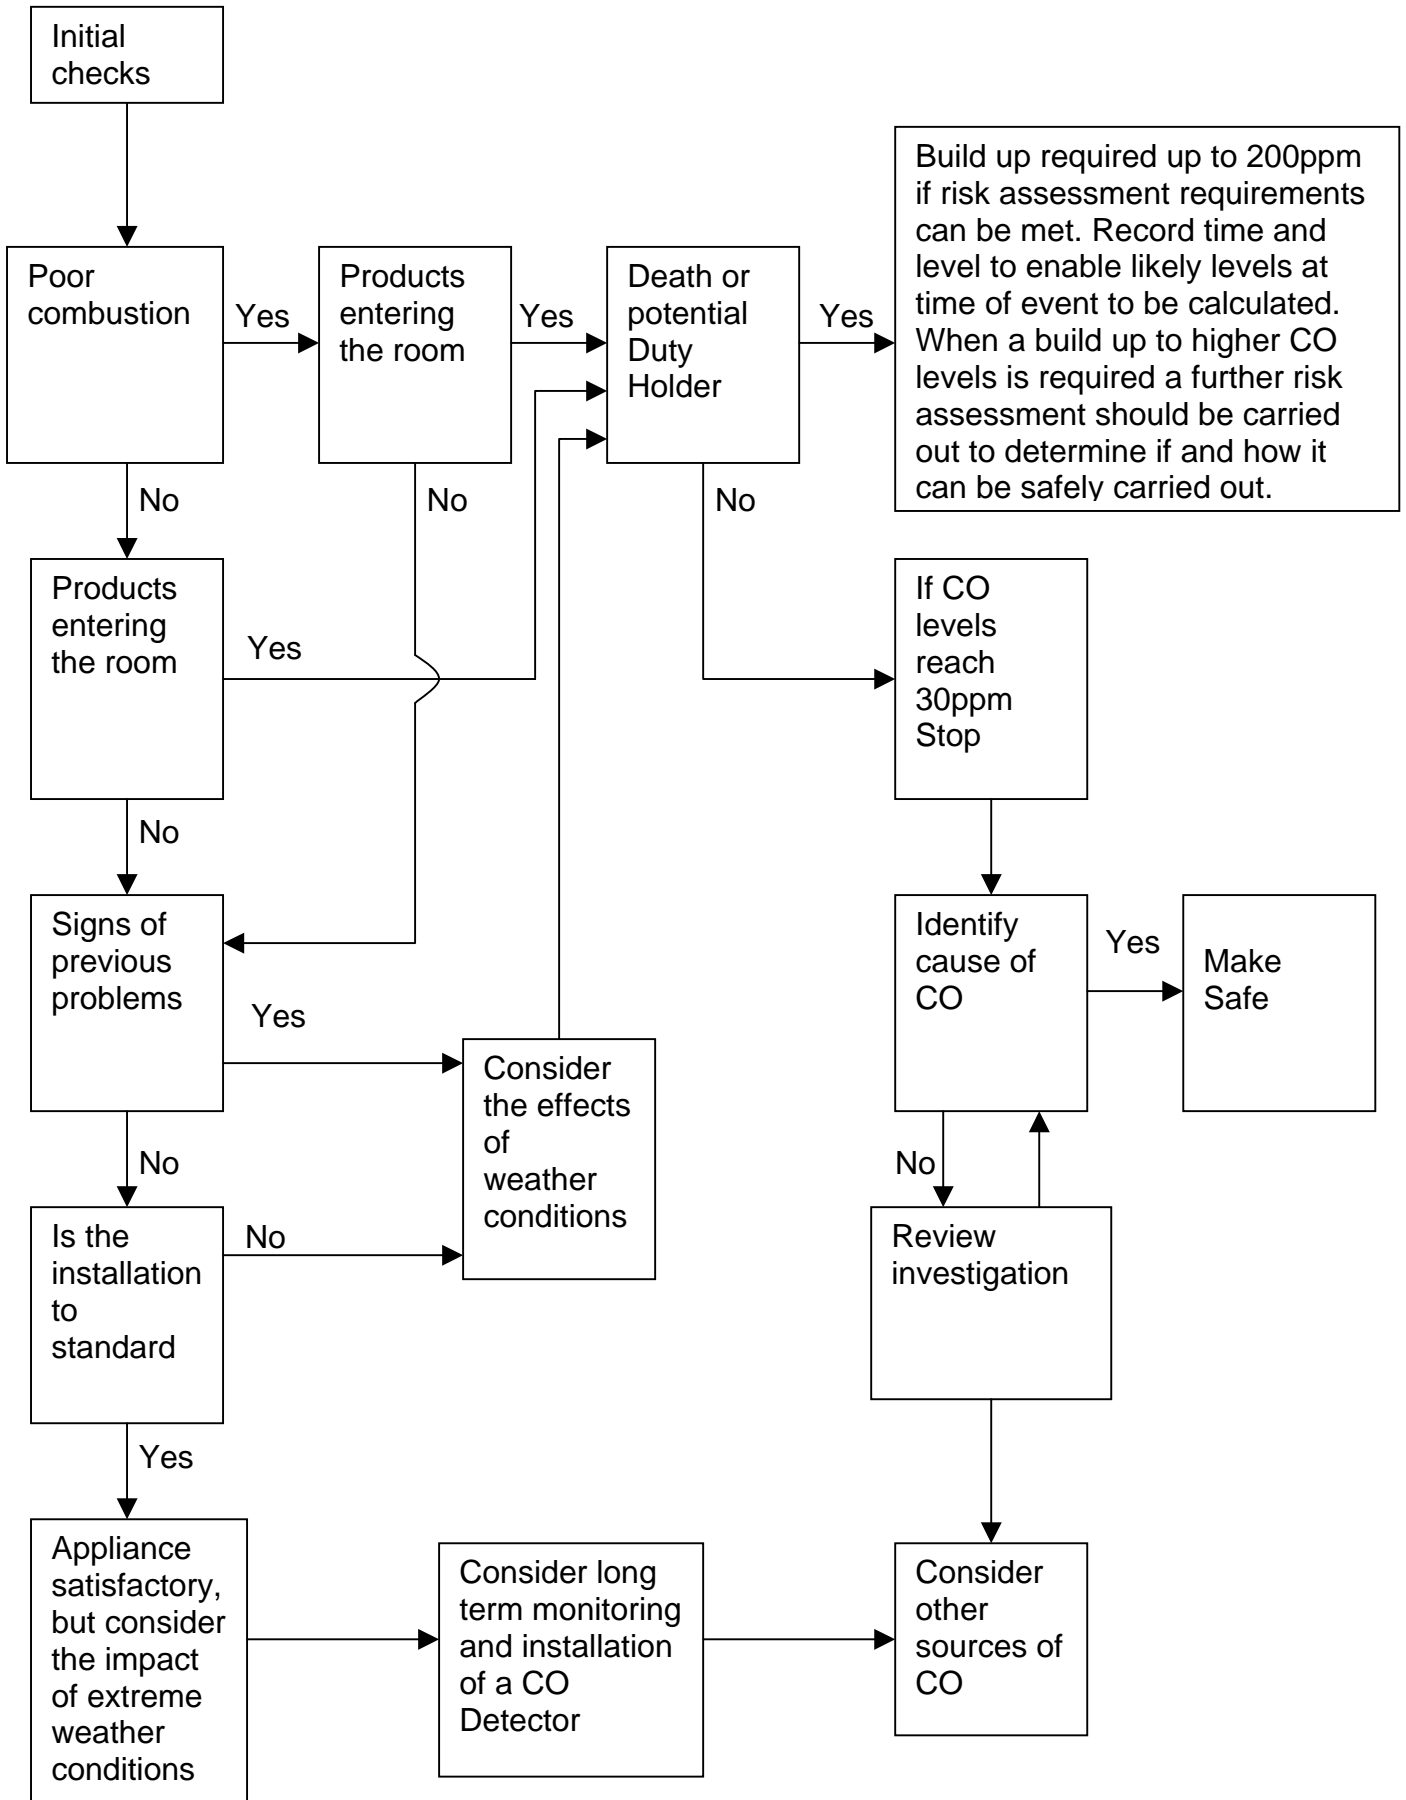 Initial
checks
Poor
combustion
Yes
Products
entering
the room
Yes
Death or
potential
Duty
Holder
Yes
Build up required up to 200ppm
if risk assessment requirements
can be met. Record time and
level to enable likely levels at
time of event to be calculated.
When a build up to higher CO
levels is required a further risk
assessment should be carried
out to determine if and how it
can be safely carried out.
No
No
No
Products
entering
the room
Yes
If CO
levels
reach
30ppm
Stop
No
Signs of
previous
problems
Yes
Consider
the effects
of
weather
conditions
Identify
cause of
CO
Yes
Make
Safe
No
No
Is the
installation
to
standard
No
Review
investigation
Yes
Appliance
satisfactory,
but consider
the impact
of extreme
weather
conditions
Consider long
term monitoring
and installation
of a CO
Detector
Consider
other
sources of
CO